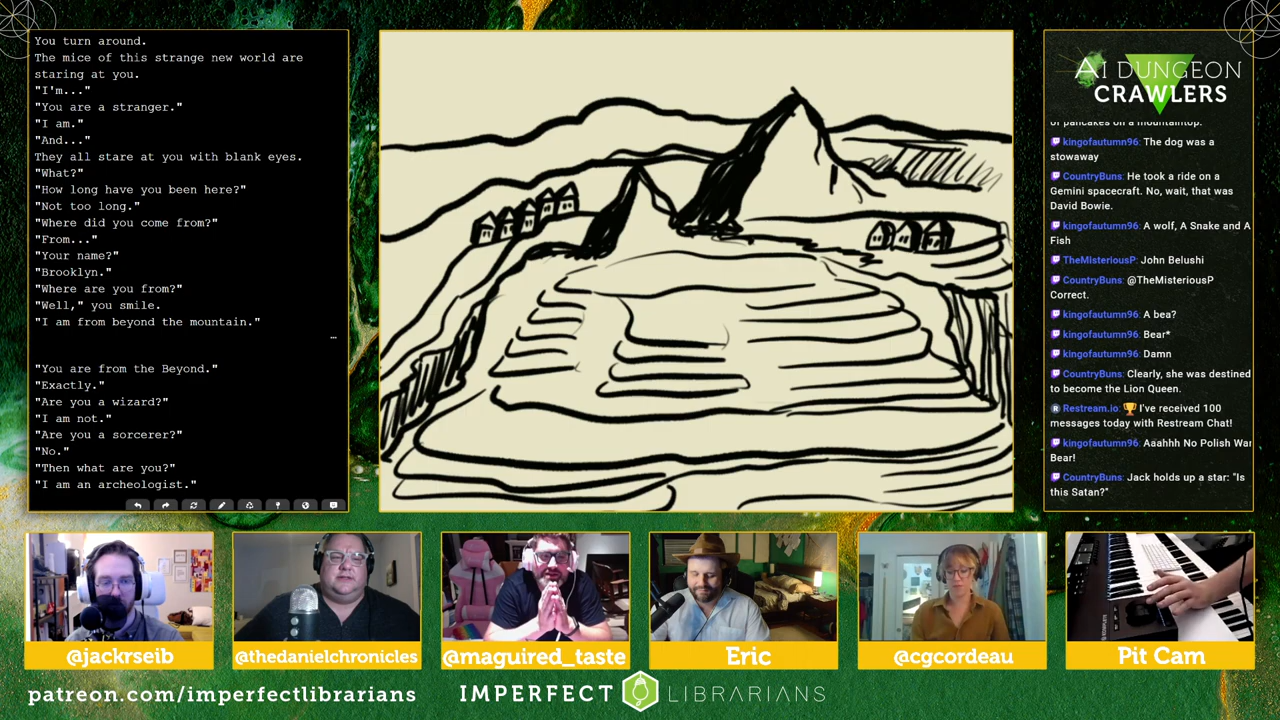 You turn around.
The mice of this strange new world are
staring at you.
"I'm..."
"You are a stranger."
"I am."
"And..."
They all stare at you with blank eyes.
"What?"
"How long have you been here?"
"Not too long."
"Where did you come from?"
"From..."
"Your name?"
"Brooklyn."
"Where are you from?"
"Well," you smile.
"I am from beyond the mountain."
…
"You are from the Beyond."
"Exactly."
"Are you a wizard?"
"I am not."
"Are you a sorcerer?"
"No."
"Then what are you?"
"I am an archeologist."
AI DUNGEON
CRAWLERS
of pancakes on a mountaintop.
kingofautumn96: The dog was a
stowaway
CountryBuns: He took a ride on a
Gemini spacecraft. No, wait, that was
David Bowie.
kingofautumn96: A wolf, A Snake and A
Fish
TheMisteriousP: John Belushi
CountryBuns: @TheMisteriousP
Correct.
kingofautumn96: A bea?
kingofautumn96: Bear*
kingofautumn96: Damn
CountryBuns: Clearly, she was destined
to become the Lion Queen.
Restream.io: 🏆 I've received 100
messages today with Restream Chat!
kingofautumn96: Aaahhh No Polish War
Bear!
CountryBuns: Jack holds up a star: "Is
this Satan?"
@jackrseib
@thedanielchronicles
@maguired_taste
Eric
@cgcordeau
Pit Cam
patreon.com/imperfectlibrarians
IMPERFECT LIBRARIANS